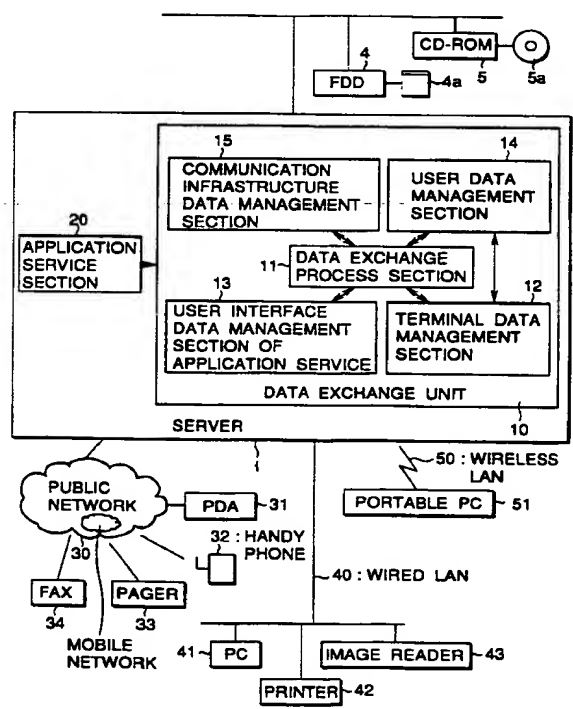 CD-ROM
5
5a
4
FDD
4a
15
COMMUNICATION
INFRASTRUCTURE
DATA MANAGEMENT
SECTION
14
USER DATA
MANAGEMENT
SECTION
20
APPLICATION
SERVICE
SECTION
11
DATA EXCHANGE
PROCESS SECTION
13
USER INTERFACE
DATA MANAGEMENT
SECTION OF
APPLICATION SERVICE
12
TERMINAL DATA
MANAGEMENT
SECTION
DATA EXCHANGE UNIT
10
SERVER
1
50 : WIRELESS
LAN
PUBLIC
NETWORK
30
PDA
31
PORTABLE PC
51
32 : HANDY
PHONE
40 : WIRED LAN
FAX
34
PAGER
33
MOBILE
NETWORK
41
PC
IMAGE READER
43
PRINTER
42